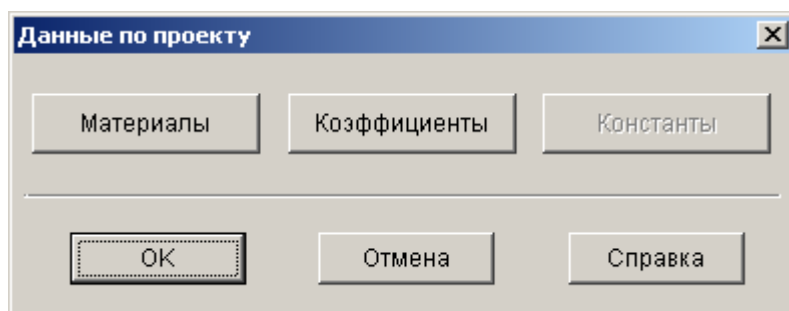 Данные по проекту
Материалы Коэффициенты Константы
OK Отмена Справка